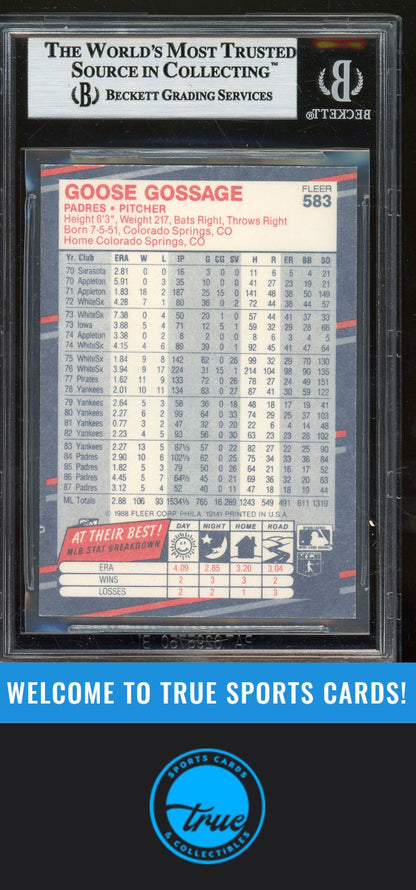 THE WORLD'S MOST TRUSTED
SOURCE IN COLLECTING™
(B) BECKETT GRADING SERVICES
BECKETT®
GOOSE GOSSAGE
FLEER
583
PADRES • PITCHER
Height 6'3", Weight 217, Bats Right, Throws Right
Born 7-5-51, Colorado Springs, CO
Home Colorado Springs, CO
Yr. Club ERA W L IP G CG SV H R ER BB SO
70 Sarasota 2.81 0 0 16 3 0 0 11 6 5 4 21
70 Appleton 5.91 0 3 35 10 0 0 41 27 23 19 21
71 Appleton 1.83 18 2 187 25 15 0 141 48 38 50 149
72 WhiteSx 4.28 7 1 80 36 0 2 72 44 38 44 57
73 WhiteSx 7.38 0 4 50 20 1 0 57 44 41 37 33
73 Iowa 3.68 5 4 71 12 5 1 59 32 29 28 66
74 Appleton 3.38 0 2 8 2 0 0 4 4 3 4 5
74 WhiteSx 4.15 4 6 89 39 0 1 92 45 41 47 64
75 WhiteSx 1.84 9 8 142 62 0 26 99 32 29 70 130
76 WhiteSx 3.94 9 17 224 31 15 1 214 104 98 90 135
77 Pirates 1.62 11 9 133 72 0 26 78 27 24 49 151
78 Yankees 2.01 10 11 134 63 0 27 87 41 30 59 122
79 Yankees 2.64 5 3 58 36 0 18 48 18 17 19 41
80 Yankees 2.27 6 2 99 64 0 33 74 29 25 37 103
81 Yankees 0.77 3 2 47 32 0 20 22 6 4 14 48
82 Yankees 2.23 4 5 93 56 0 30 63 23 23 28 102
83 Yankees 2.27 13 5 87⅓ 57 0 22 82 27 22 25 90
84 Padres 2.90 10 6 102⅓ 62 0 25 75 34 33 36 84
85 Padres 1.82 5 3 79 50 0 26 64 21 16 17 52
86 Padres 4.45 5 7 64⅔ 45 0 21 69 36 32 20 63
87 Padres 3.12 5 4 52 40 0 11 47 18 18 19 44
ML Totals 2.88 106 93 1534⅓ 765 16 289 1243 549 491 611 1319
© 1988 FLEER CORP PHILA. 19141 PRINTED IN U.S.A.
AT THEIR BEST!
MLB STAT BREAKDOWN
DAY NIGHT HOME ROAD
ERA 4.09 2.85 3.20 3.04
WINS 2 3 3 2
LOSSES 2 2 1 3
WELCOME TO TRUE SPORTS CARDS!
SPORTS CARDS
true
& COLLECTIBLES